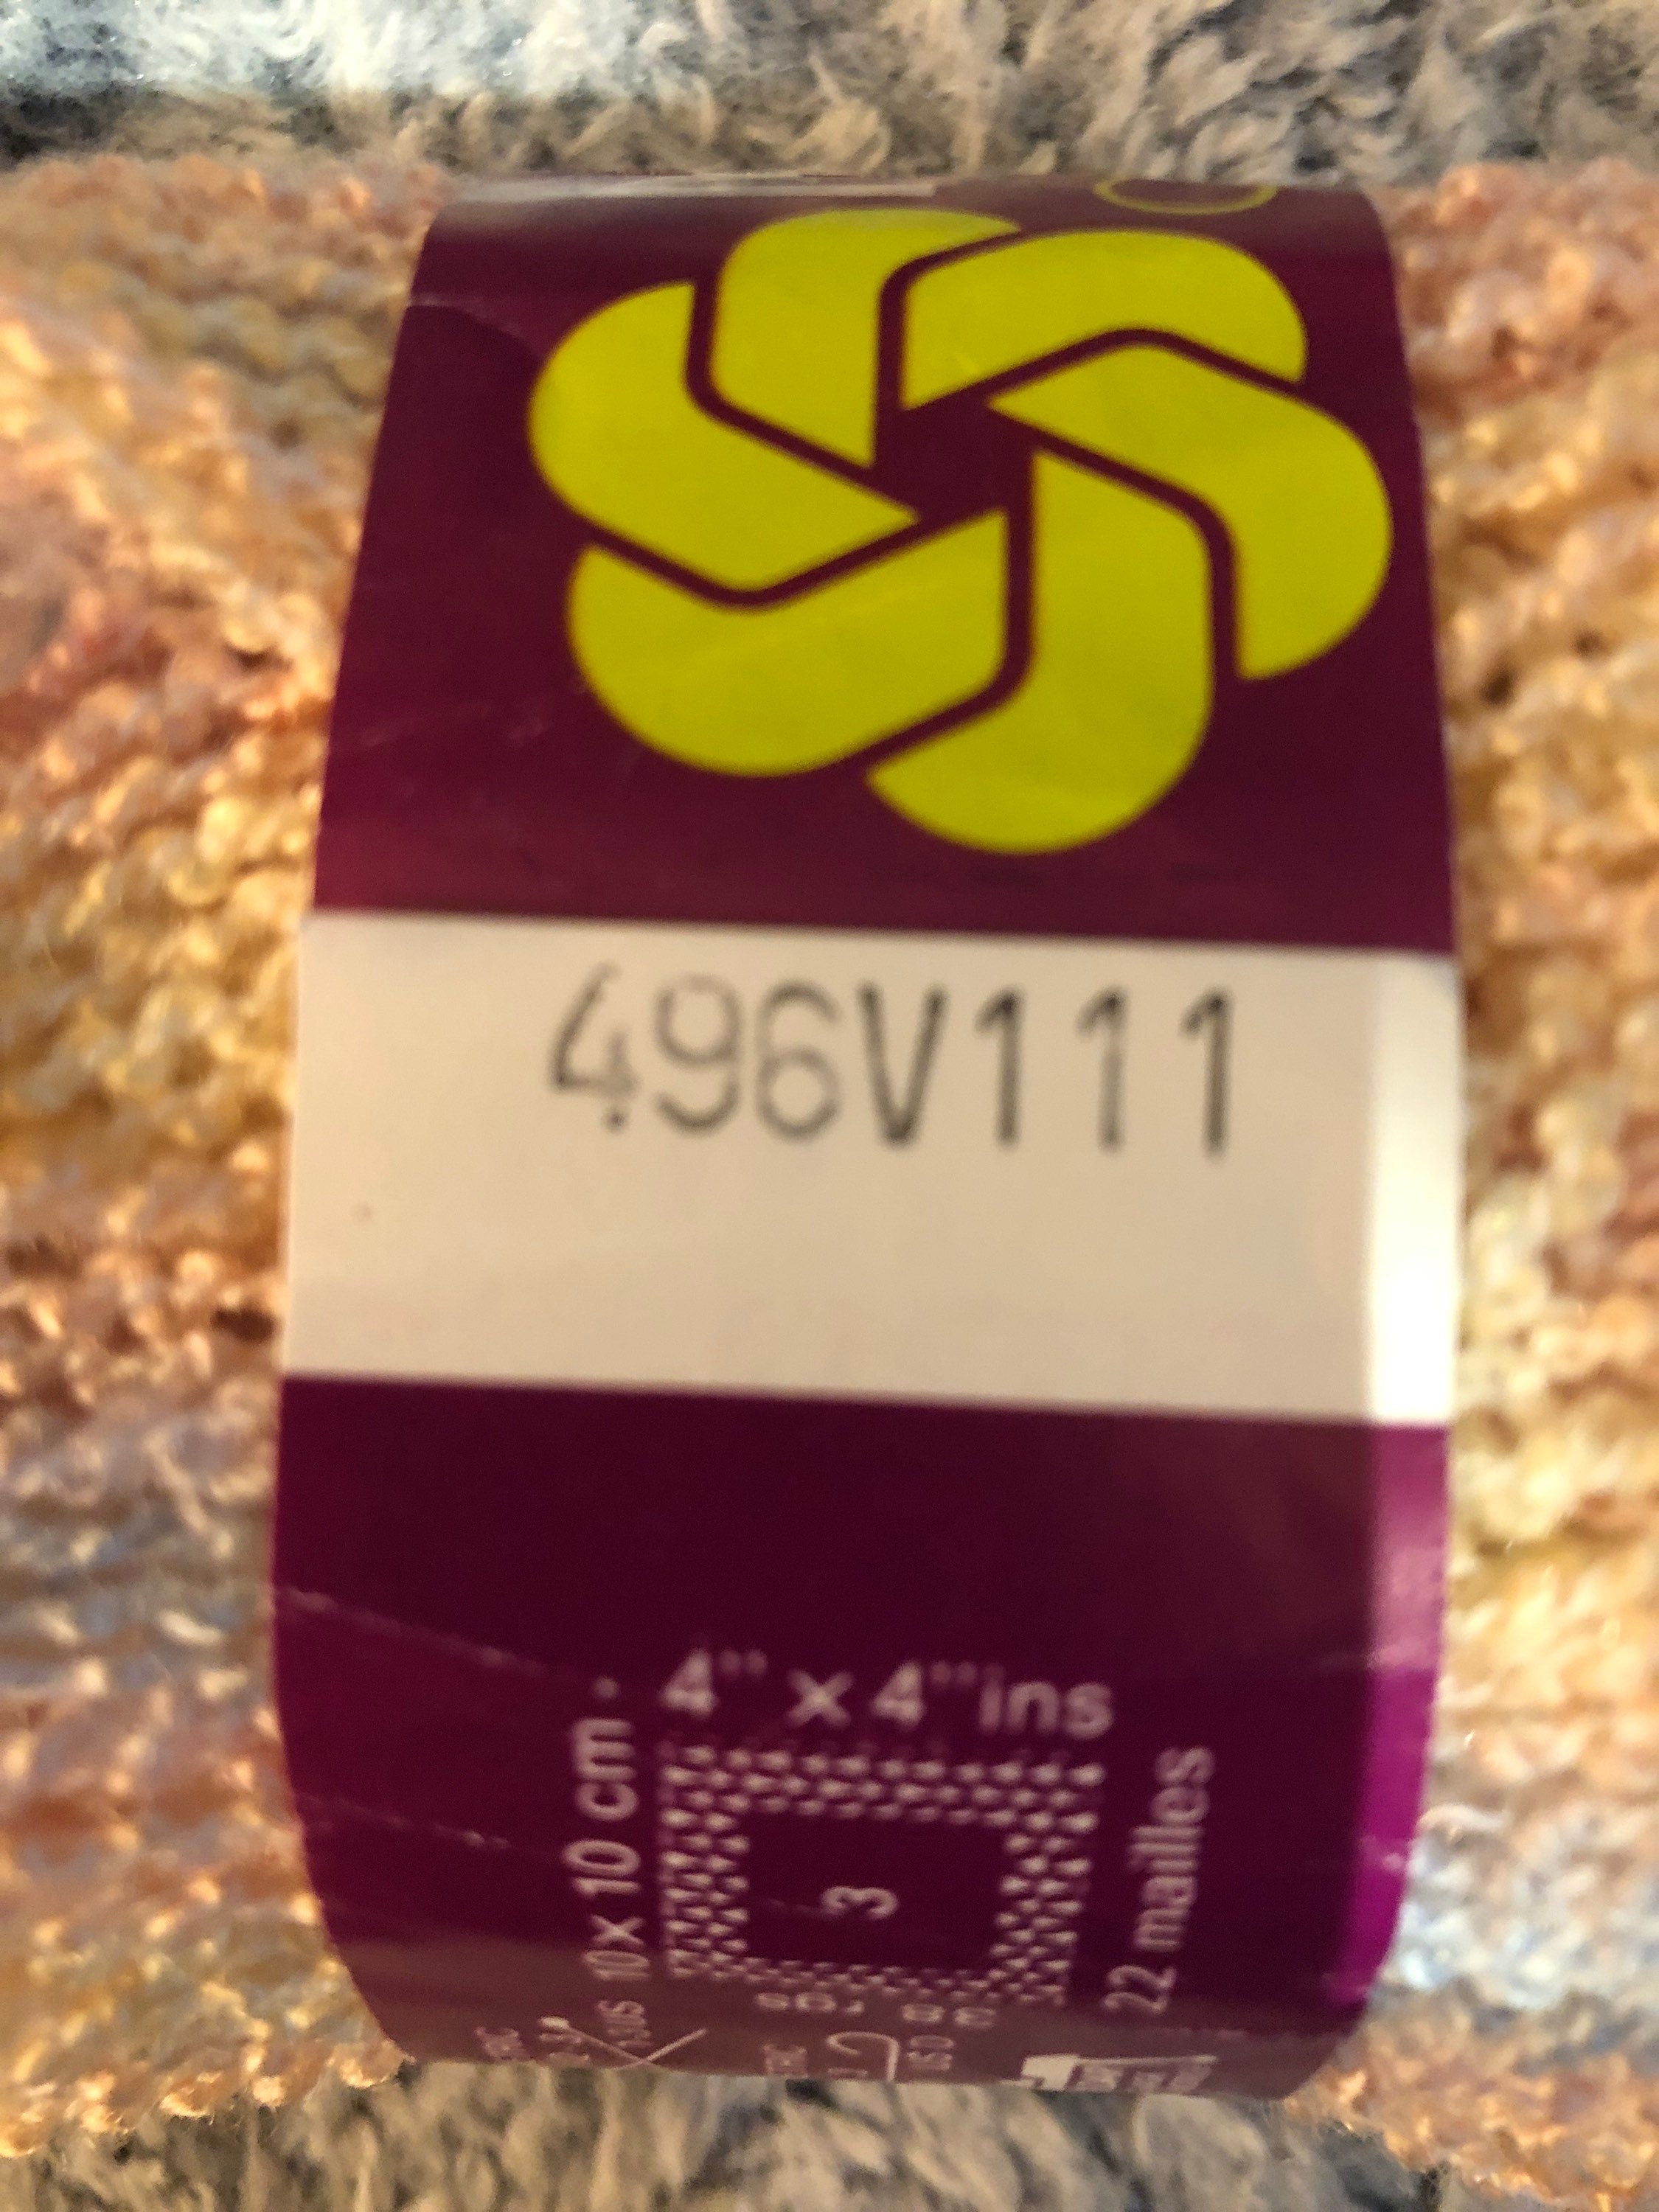 496V111
4" x 4" ins
10 x 10 cm .
3
22 mailles